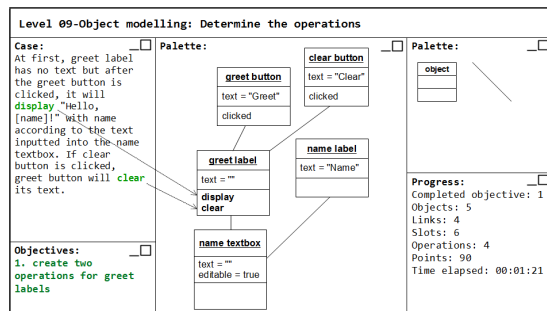 Level 09-Object modelling: Determine the operations
Case:
At first, greet label
has no text but after
the greet button is
clicked, it will
display "Hello,
[name]!" with name
according to the text
inputted into the name
textbox. If clear
button is clicked,
greet button will clear
its text.
Objectives:
1. create two
operations for greet
labels
Palette:
clear button
text = "Clear"
clicked
greet button
text = "Greet"
clicked
name label
text = "Name"
greet label
text = ""
display
clear
name textbox
text = ""
editable = true
Palette:
object
Progress:
Completed objective: 1
Objects: 5
Links: 4
Slots: 6
Operations: 4
Points: 90
Time elapsed: 00:01:21